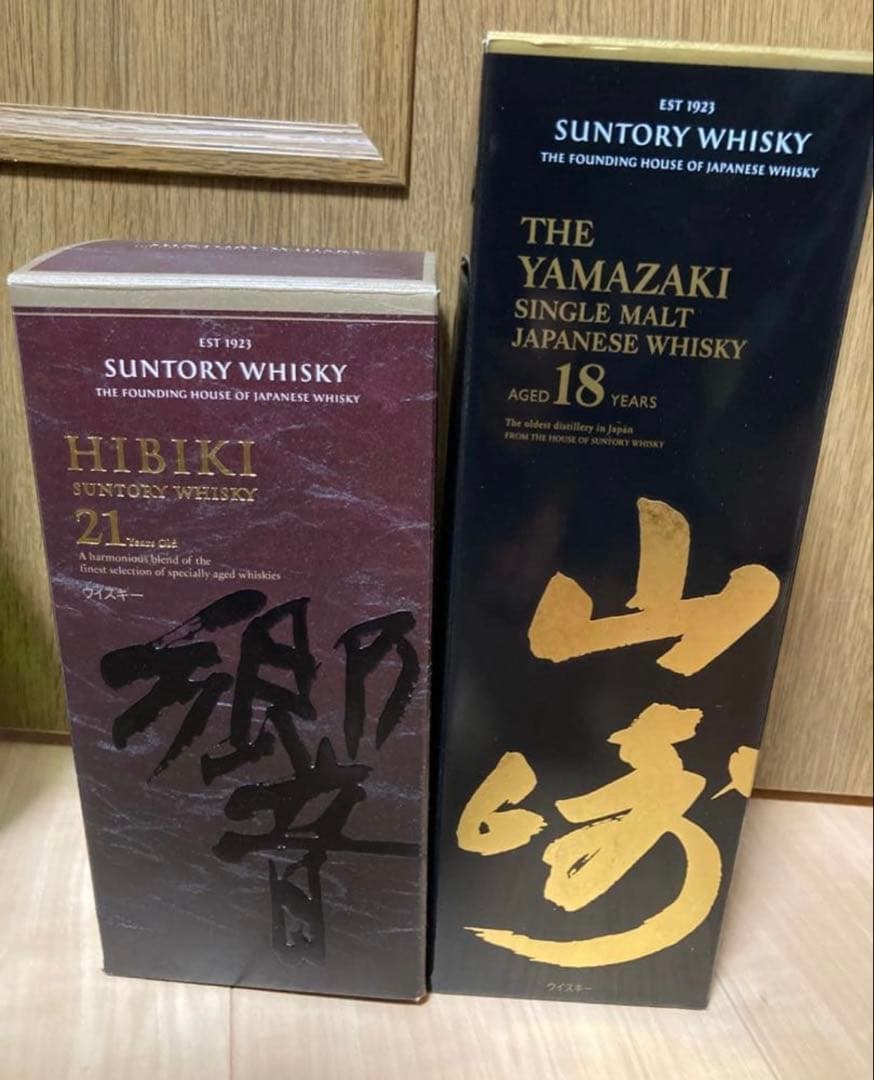 EST 1923
SUNTORY WHISKY
THE FOUNDING HOUSE OF JAPANESE WHISKY
HIBIKI
SUNTORY WHISKY
21 Years Old
A harmonious blend of the
finest selection of specially aged whiskies
ウイスキー
響
EST 1923
SUNTORY WHISKY
THE FOUNDING HOUSE OF JAPANESE WHISKY
THE
YAMAZAKI
SINGLE MALT
JAPANESE WHISKY
AGED 18 YEARS
The oldest distillery in Japan
FROM THE HOUSE OF SUNTORY WHISKY
山
崎
ウイスキー